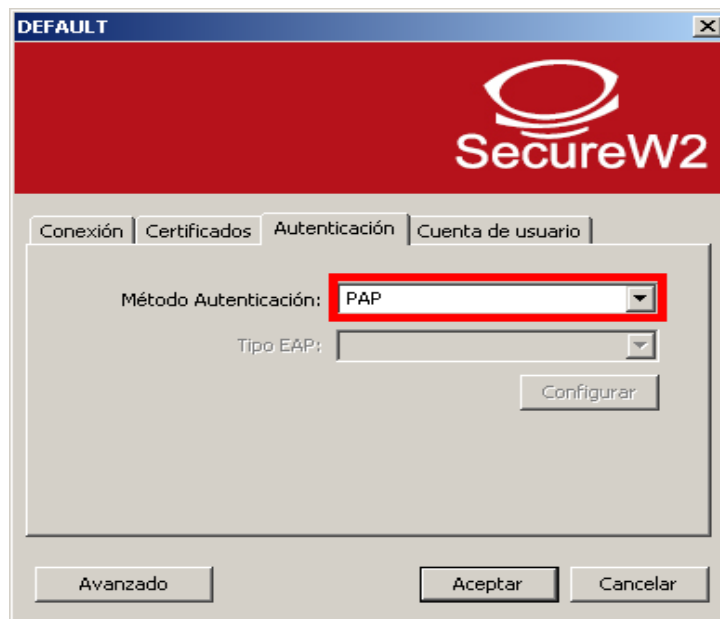 DEFAULT
SecureW2
Conexión Certificados Autenticación Cuenta de usuario
Método Autenticación: PAP
Tipo EAP:
Configurar
Avanzado Aceptar Cancelar